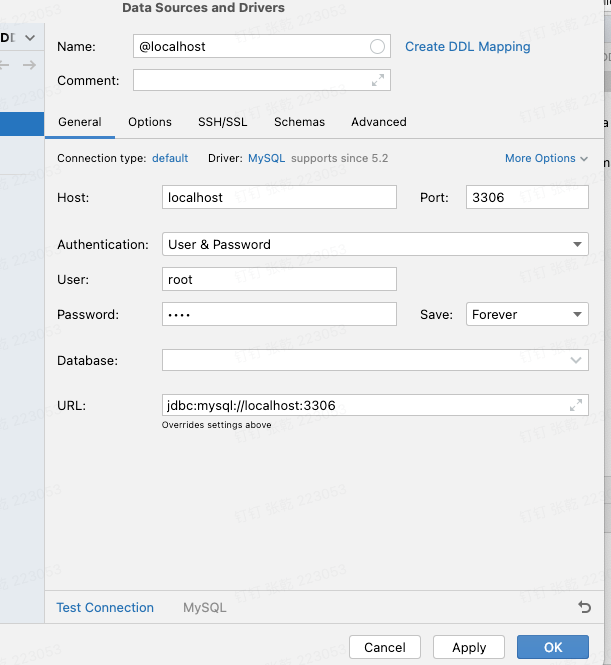 Data Sources and Drivers
Name: @localhost Create DDL Mapping
Comment:
General Options SSH/SSL Schemas Advanced
Connection type: default Driver: MySQL supports since 5.2 More Options
Host: localhost Port: 3306
Authentication: User & Password
User: root
Password: •••• Save: Forever
Database:
URL: jdbc:mysql://localhost:3306
Overrides settings above
Test Connection MySQL
Cancel Apply OK